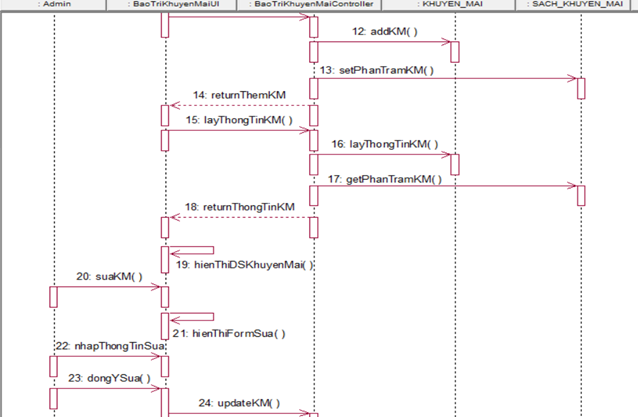 : Admin
: BaoTriKhuyenMaiUI
: BaoTriKhuyenMaiController
: KHUYEN_MAI
: SACH_KHUYEN_MAI
12: addKM( )
13: setPhanTramKM( )
14: returnThemKM
15: layThongTinKM( )
16: layThongTinKM( )
17: getPhanTramKM( )
18: returnThongTinKM
19: hienThiDSKhuyenMai( )
20: suaKM( )
21: hienThiFormSua( )
22: nhapThongTinSua
23: dongYSua( )
24: updateKM( )